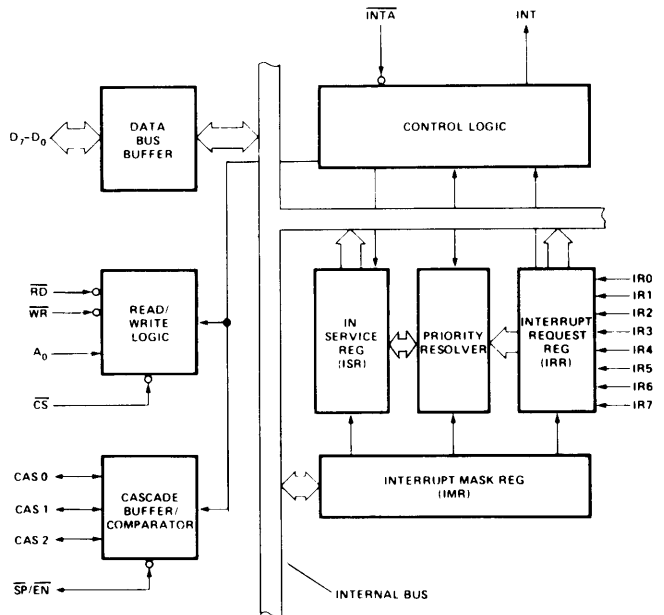 INTA
INT
DATA
BUS
BUFFER
D7-D0
CONTROL LOGIC
RD
WR
A0
CS
READ/
WRITE
LOGIC
IN
SERVICE
REG
(ISR)
PRIORITY
RESOLVER
INTERRUPT
REQUEST
REG
(IRR)
IR0
IR1
IR2
IR3
IR4
IR5
IR6
IR7
CAS 0
CAS 1
CAS 2
CASCADE
BUFFER/
COMPARATOR
SP/EN
INTERRUPT MASK REG
(IMR)
INTERNAL BUS